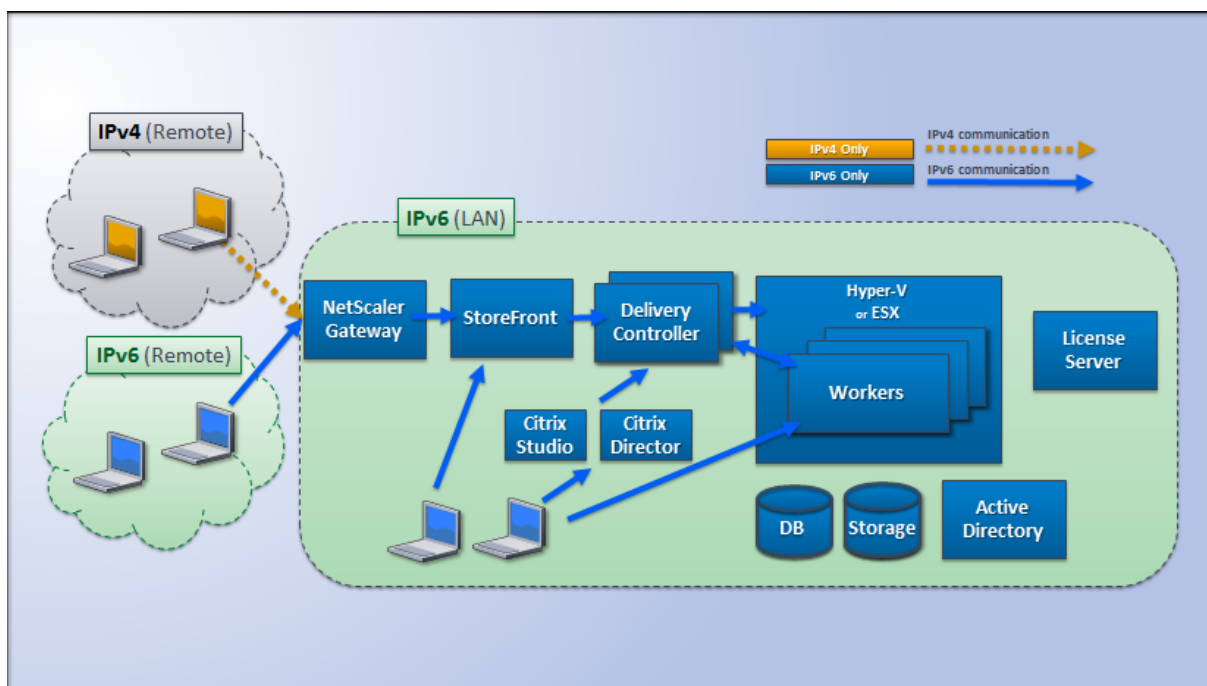 IPv4 (Remote)
IPv4 communication
IPv4 Only
IPv6 communication
IPv6 Only
IPv6 (LAN)
NetScaler
Gateway
StoreFront
Delivery
Controller
Hyper-V
or ESX
License
Server
IPv6 (Remote)
Workers
Citrix
Studio
Citrix
Director
DB
Storage
Active
Directory